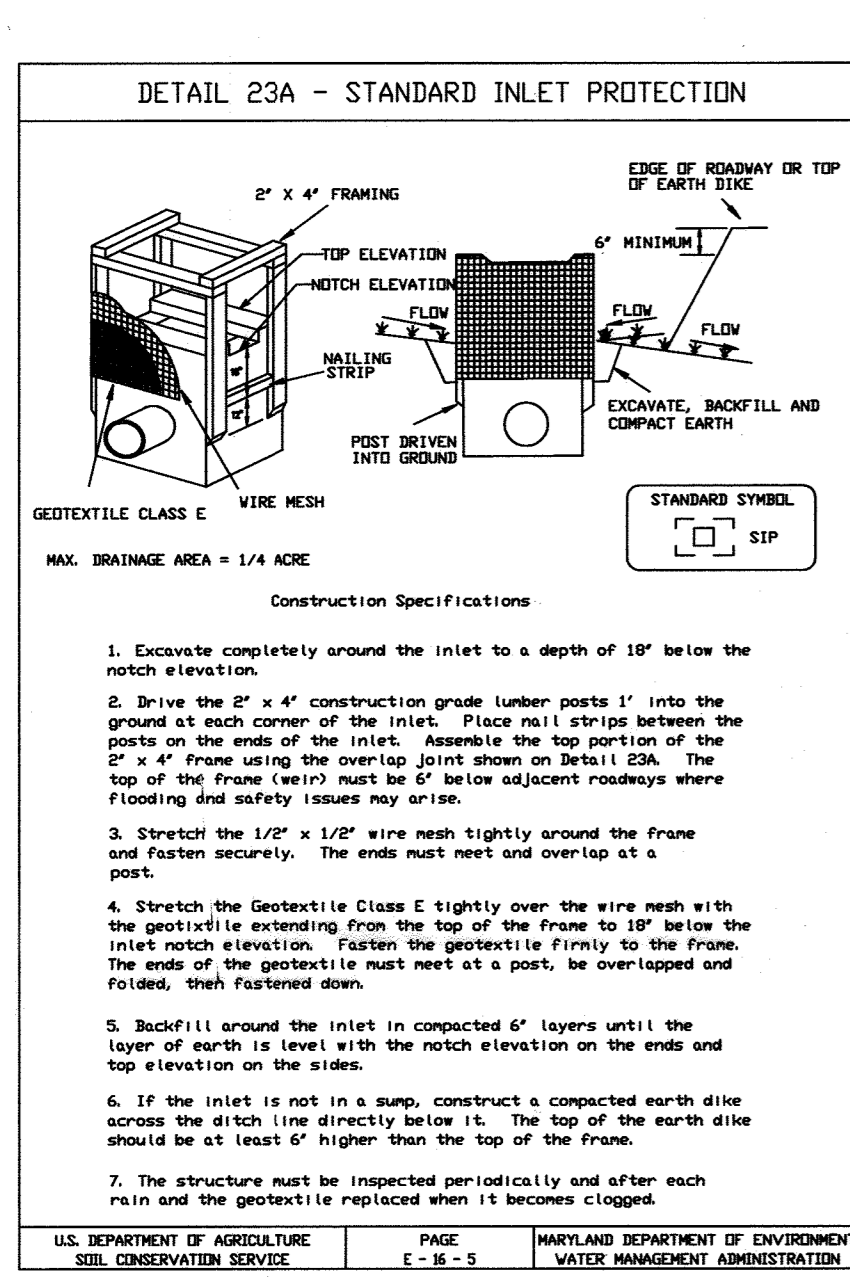 DETAIL 23A - STANDARD INLET PROTECTION
EDGE OF ROADWAY OR TOP
OF EARTH DIKE
2" X 4" FRAMING
6" MINIMUM
TOP ELEVATION
NOTCH ELEVATION
FLOW
FLOW
FLOW
NAILING
STRIP
18"
12"
EXCAVATE, BACKFILL AND
COMPACT EARTH
POST DRIVEN
INTO GROUND
WIRE MESH
GEOTEXTILE CLASS E
STANDARD SYMBOL
SIP
MAX. DRAINAGE AREA = 1/4 ACRE
Construction Specifications
1. Excavate completely around the inlet to a depth of 18" below the
notch elevation.
2. Drive the 2" x 4" construction grade lumber posts 1' into the
ground at each corner of the inlet. Place nail strips between the
posts on the ends of the inlet. Assemble the top portion of the
2" x 4" frame using the overlap joint shown on Detail 23A. The
top of the frame (weir) must be 6" below adjacent roadways where
flooding and safety issues may arise.
3. Stretch the 1/2" x 1/2" wire mesh tightly around the frame
and fasten securely. The ends must meet and overlap at a
post.
4. Stretch the Geotextile Class E tightly over the wire mesh with
the geotixtile extending from the top of the frame to 18" below the
inlet notch elevation. Fasten the geotextile firmly to the frame.
The ends of the geotextile must meet at a post, be overlapped and
folded, then fastened down.
5. Backfill around the inlet in compacted 6" layers until the
layer of earth is level with the notch elevation on the ends and
top elevation on the sides.
6. If the inlet is not in a sump, construct a compacted earth dike
across the ditch line directly below it. The top of the earth dike
should be at least 6" higher than the top of the frame.
7. The structure must be inspected periodically and after each
rain and the geotextile replaced when it becomes clogged.
U.S. DEPARTMENT OF AGRICULTURE
SOIL CONSERVATION SERVICE
PAGE
E - 16 - 5
MARYLAND DEPARTMENT OF ENVIRONMENT
WATER MANAGEMENT ADMINISTRATION